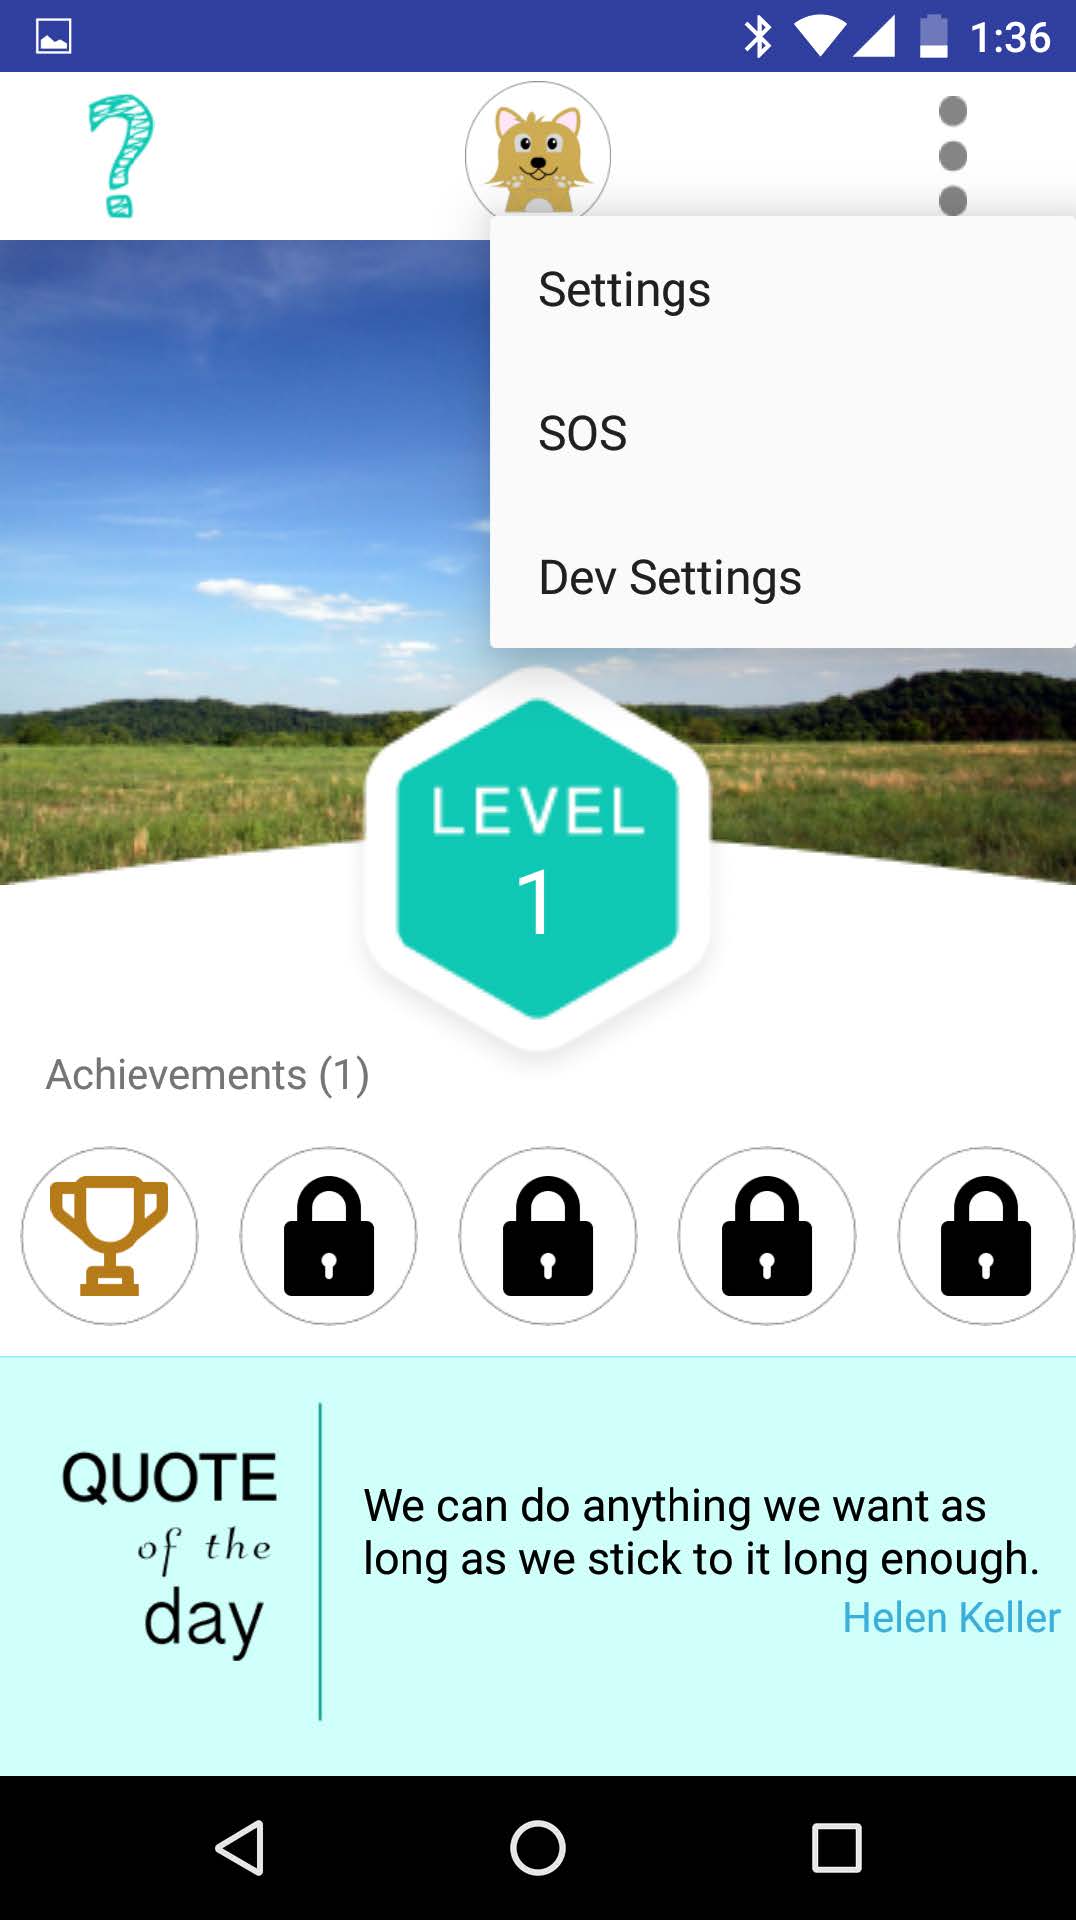 1:36
?
Settings
SOS
Dev Settings
LEVEL
1
Achievements (1)
QUOTE
of the
day
We can do anything we want as
long as we stick to it long enough.
Helen Keller